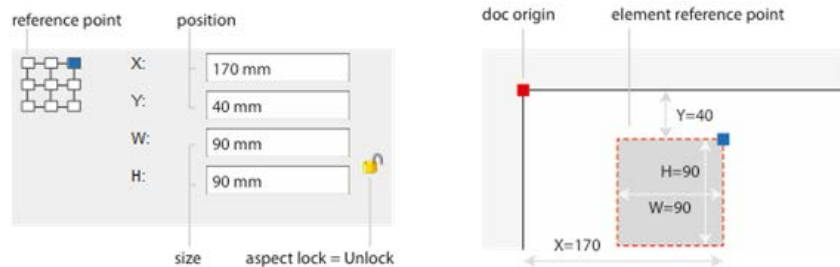 reference point
position
X:
170 mm
Y:
40 mm
W:
90 mm
H:
90 mm
size
aspect lock = Unlock
doc origin
element reference point
Y=40
H=90
W=90
X=170